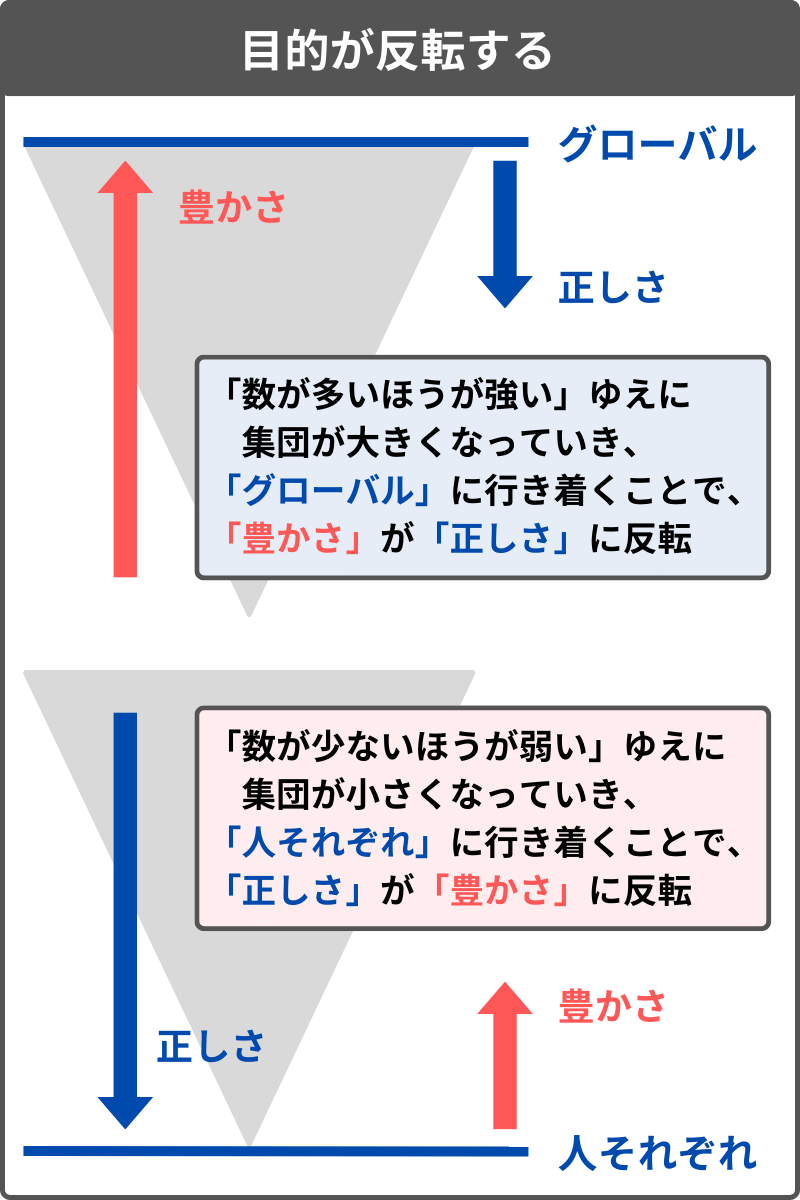 目的が反転する
グローバル
豊かさ
正しさ
「数が多いほうが強い」ゆえに
集団が大きくなっていき、
「グローバル」に行き着くことで、
「豊かさ」が「正しさ」に反転
「数が少ないほうが弱い」ゆえに
集団が小さくなっていき、
「人それぞれ」に行き着くことで、
「正しさ」が「豊かさ」に反転
豊かさ
正しさ
人それぞれ